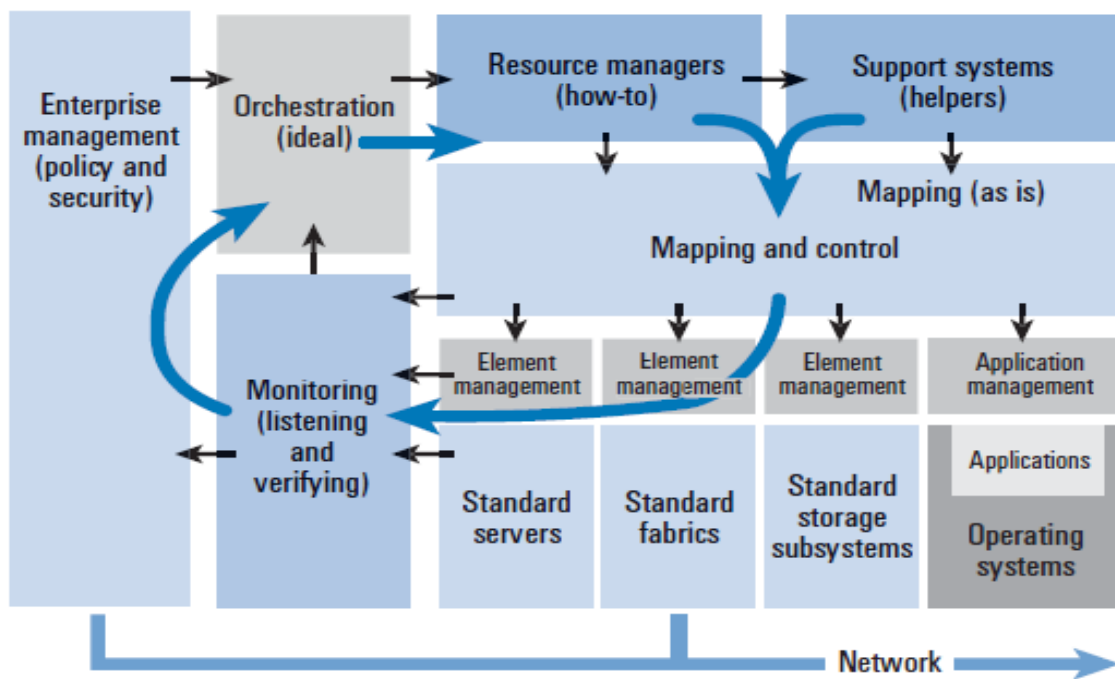 Enterprise
management
(policy and
security)
Orchestration
(ideal)
Resource managers
(how-to)
Support systems
(helpers)
Mapping (as is)
Mapping and control
Monitoring
(listening
and
verifying)
Element
management
Element
management
Element
management
Application
management
Standard
servers
Standard
fabrics
Standard
storage
subsystems
Applications
Operating
systems
Network